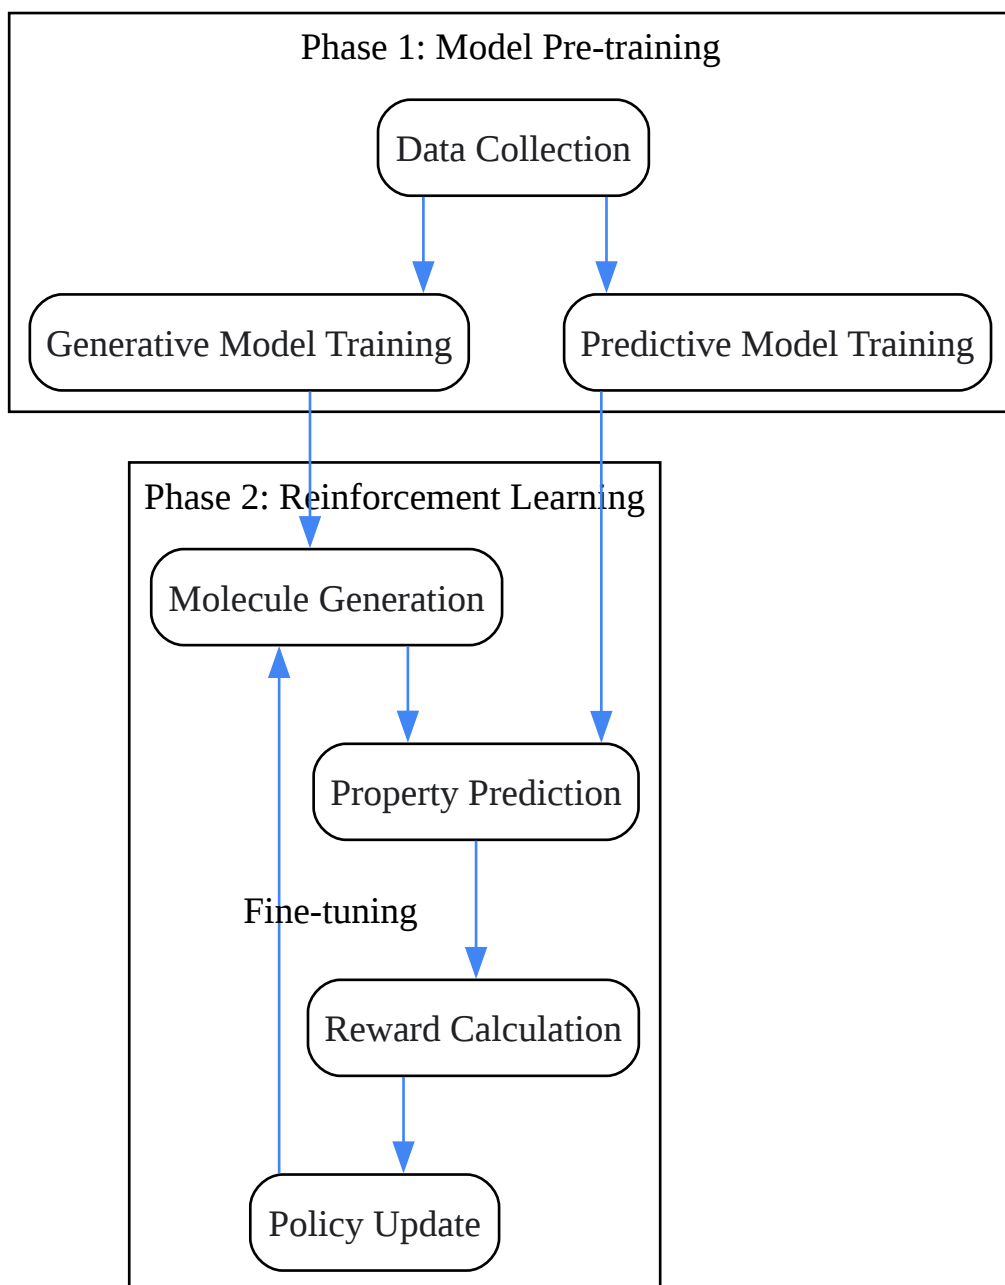 Phase 1: Model Pre-training
Data Collection
Generative Model Training
Predictive Model Training
Phase 2: Reinforcement Learning
Molecule Generation
Property Prediction
Fine-tuning
Reward Calculation
Policy Update